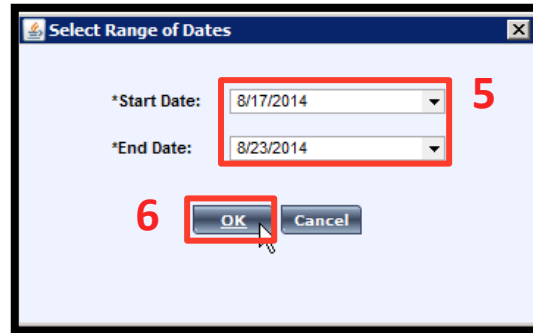 Select Range of Dates
*Start Date: 8/17/2014 5
*End Date: 8/23/2014
6 OK Cancel